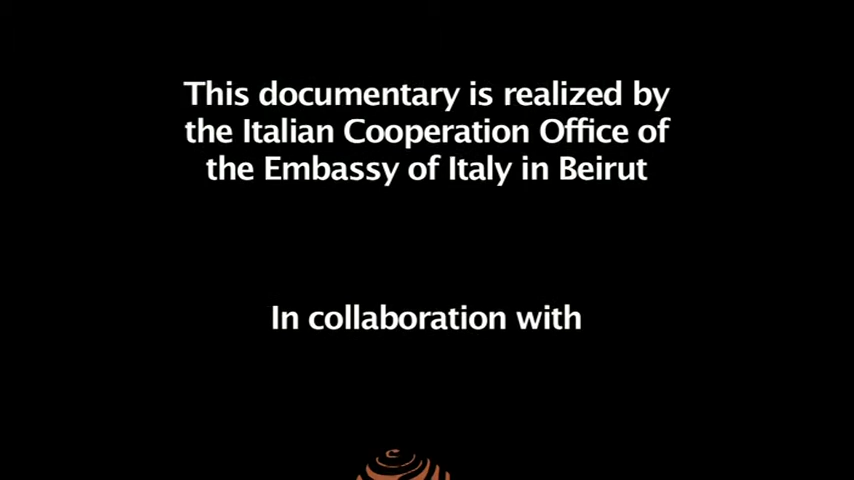 This documentary is realized by
the Italian Cooperation Office of
the Embassy of Italy in Beirut
In collaboration with